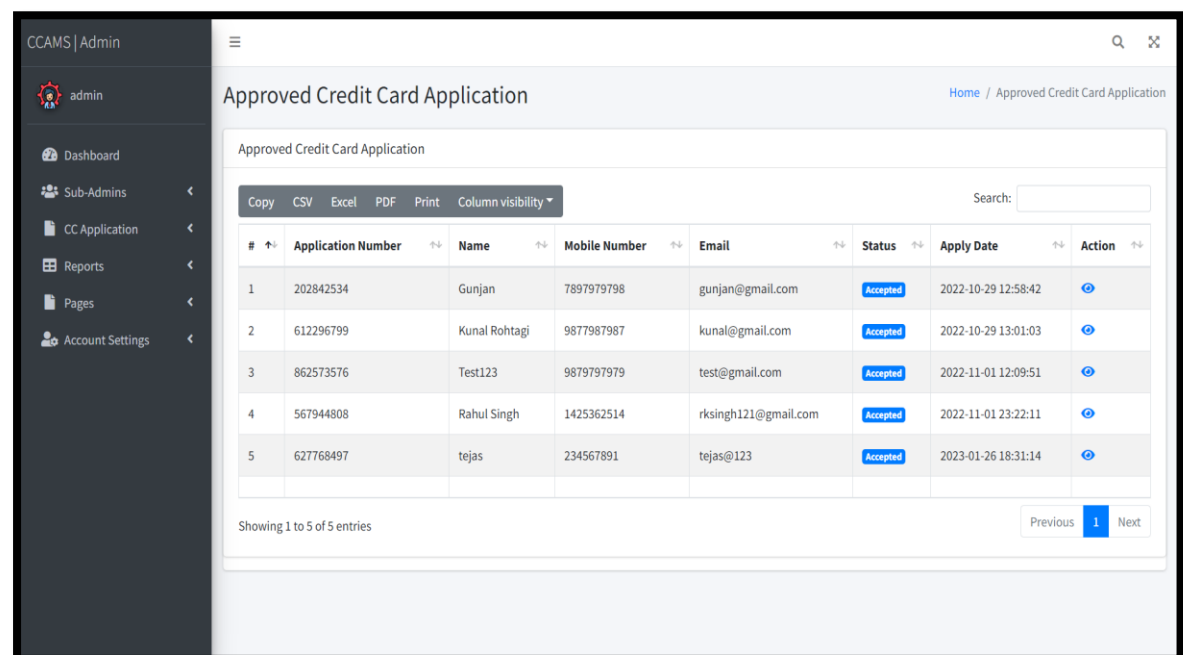 CCAMS | Admin
admin
Dashboard
Sub-Admins
CC Application
Reports
Pages
Account Settings
Approved Credit Card Application
Home / Approved Credit Card Application
Approved Credit Card Application
Copy CSV Excel PDF Print Column visibility
Search:
# Application Number Name Mobile Number Email Status Apply Date Action
1 202842534 Gunjan 7897979798 gunjan@gmail.com Accepted 2022-10-29 12:58:42
2 612296799 Kunal Rohtagi 9877987987 kunal@gmail.com Accepted 2022-10-29 13:01:03
3 862573576 Test123 9879797979 test@gmail.com Accepted 2022-11-01 12:09:51
4 567944808 Rahul Singh 1425362514 rksingh121@gmail.com Accepted 2022-11-01 23:22:11
5 627768497 tejas 234567891 tejas@123 Accepted 2023-01-26 18:31:14
Showing 1 to 5 of 5 entries
Previous 1 Next